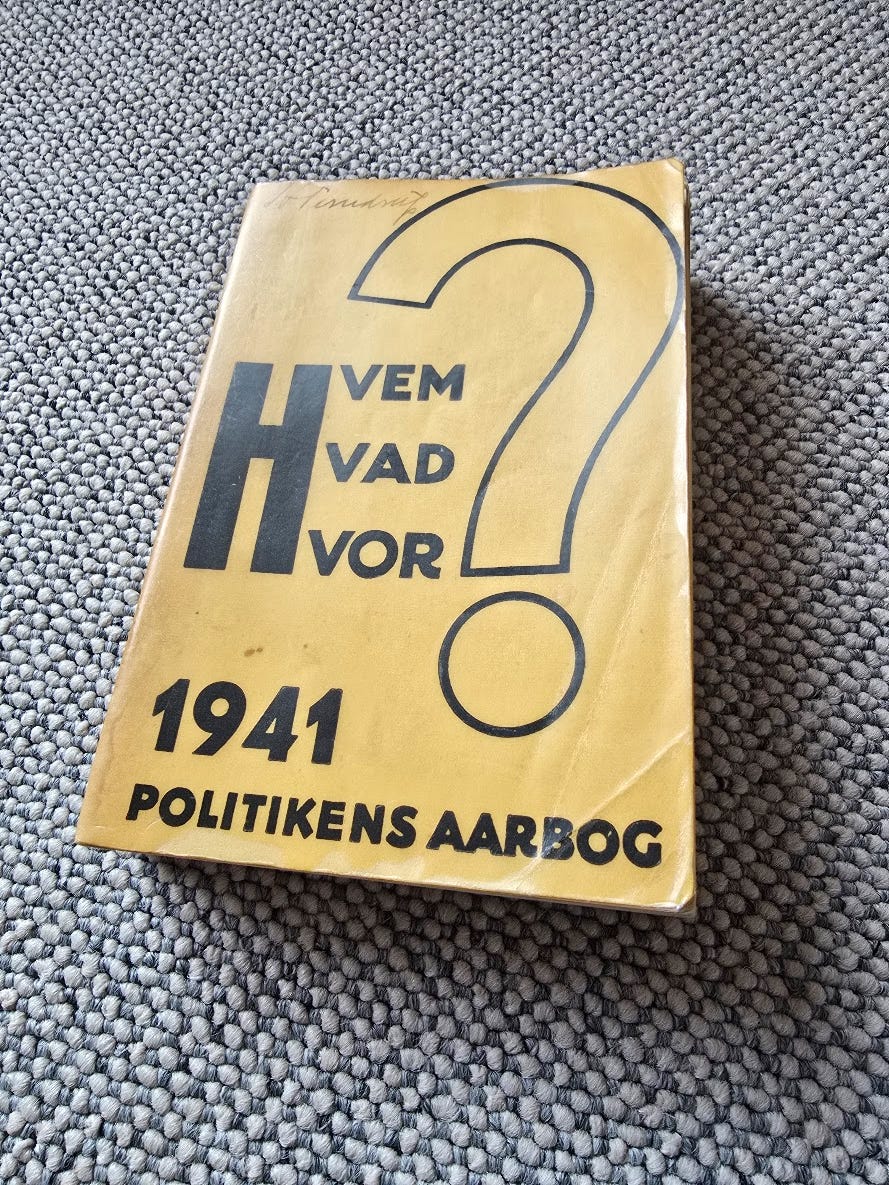 HVEM
HVAD
HVOR?
1941
POLITIKENS AARBOG